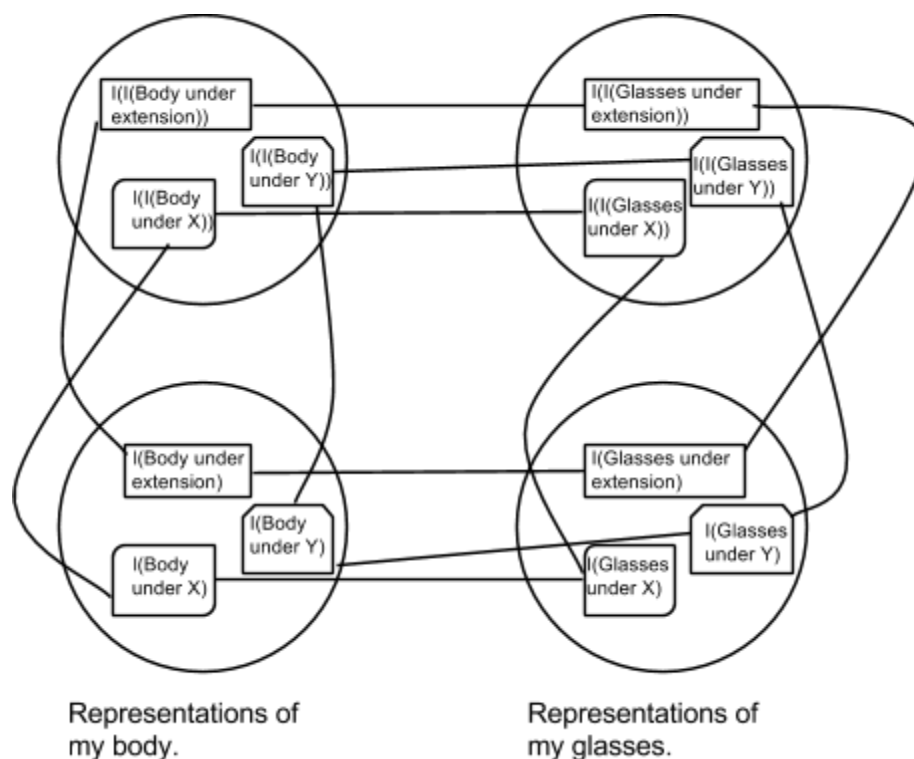 I(I(Body under
extension))
I(I(Glasses under
extension))
I(I(Body
under Y))
I(I(Glasses
under Y))
I(I(Body
under X))
I(I(Glasses
under X))
I(Body under
extension)
I(Glasses under
extension)
I(Body
under Y)
I(Glasses
under Y)
I(Body
under X)
I(Glasses
under X)
Representations of
my body.
Representations of
my glasses.